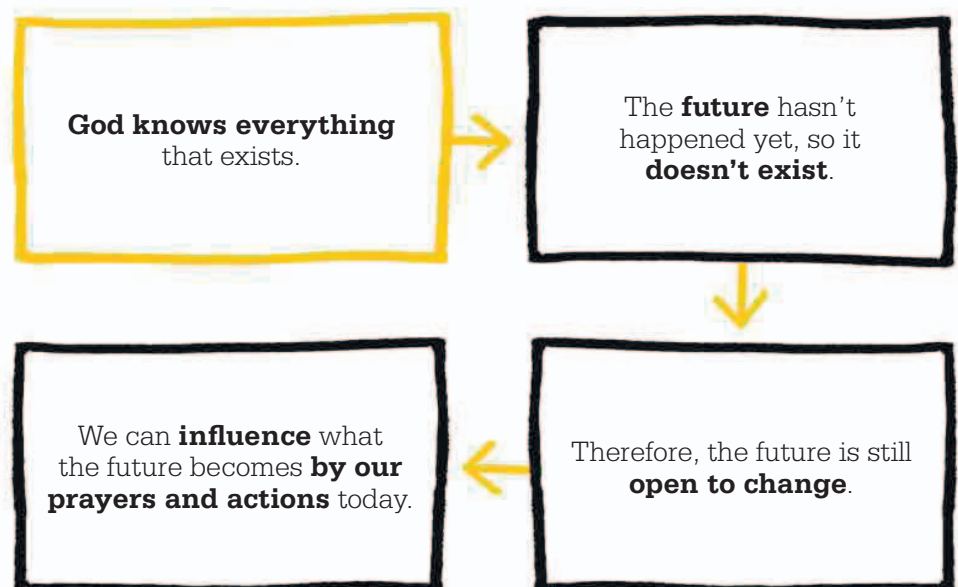 God knows everything
that exists.
The future hasn’t
happened yet, so it
doesn’t exist.
Therefore, the future is still
open to change.
We can influence what
the future becomes by our
prayers and actions today.